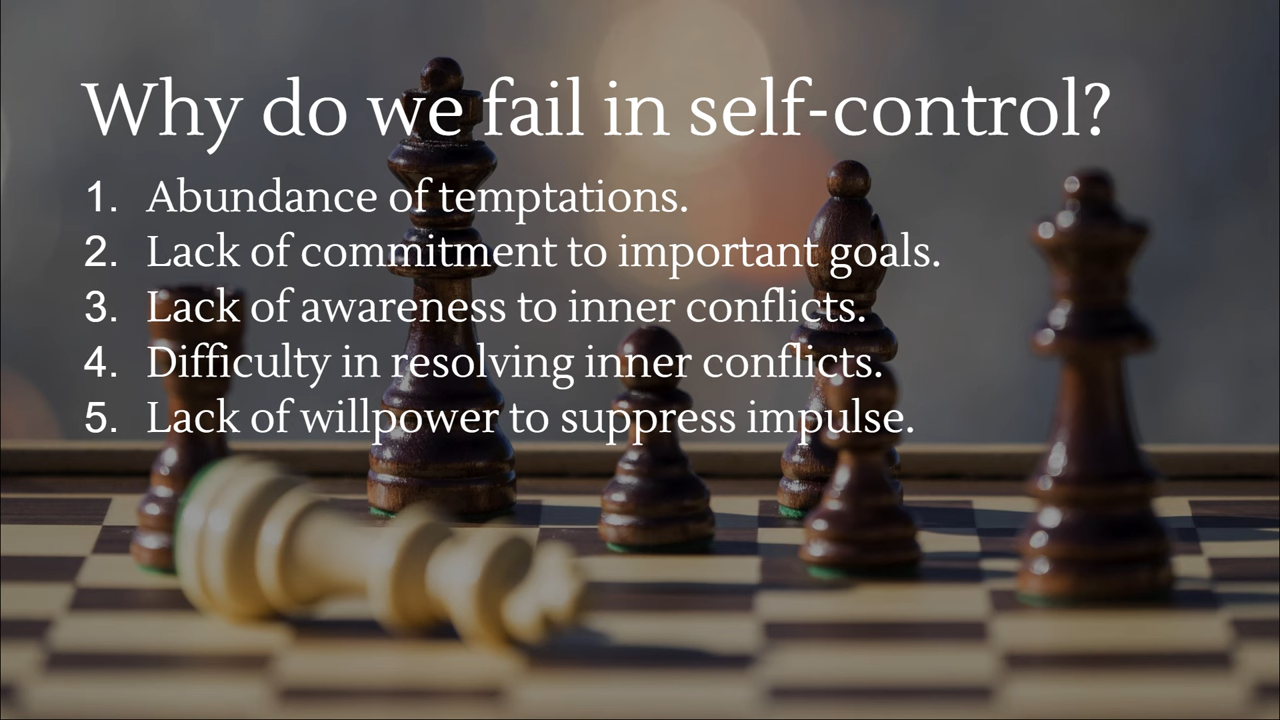 Why do we fail in self-control?
1. Abundance of temptations.
2. Lack of commitment to important goals.
3. Lack of awareness to inner conflicts.
4. Difficulty in resolving inner conflicts.
5. Lack of willpower to suppress impulse.